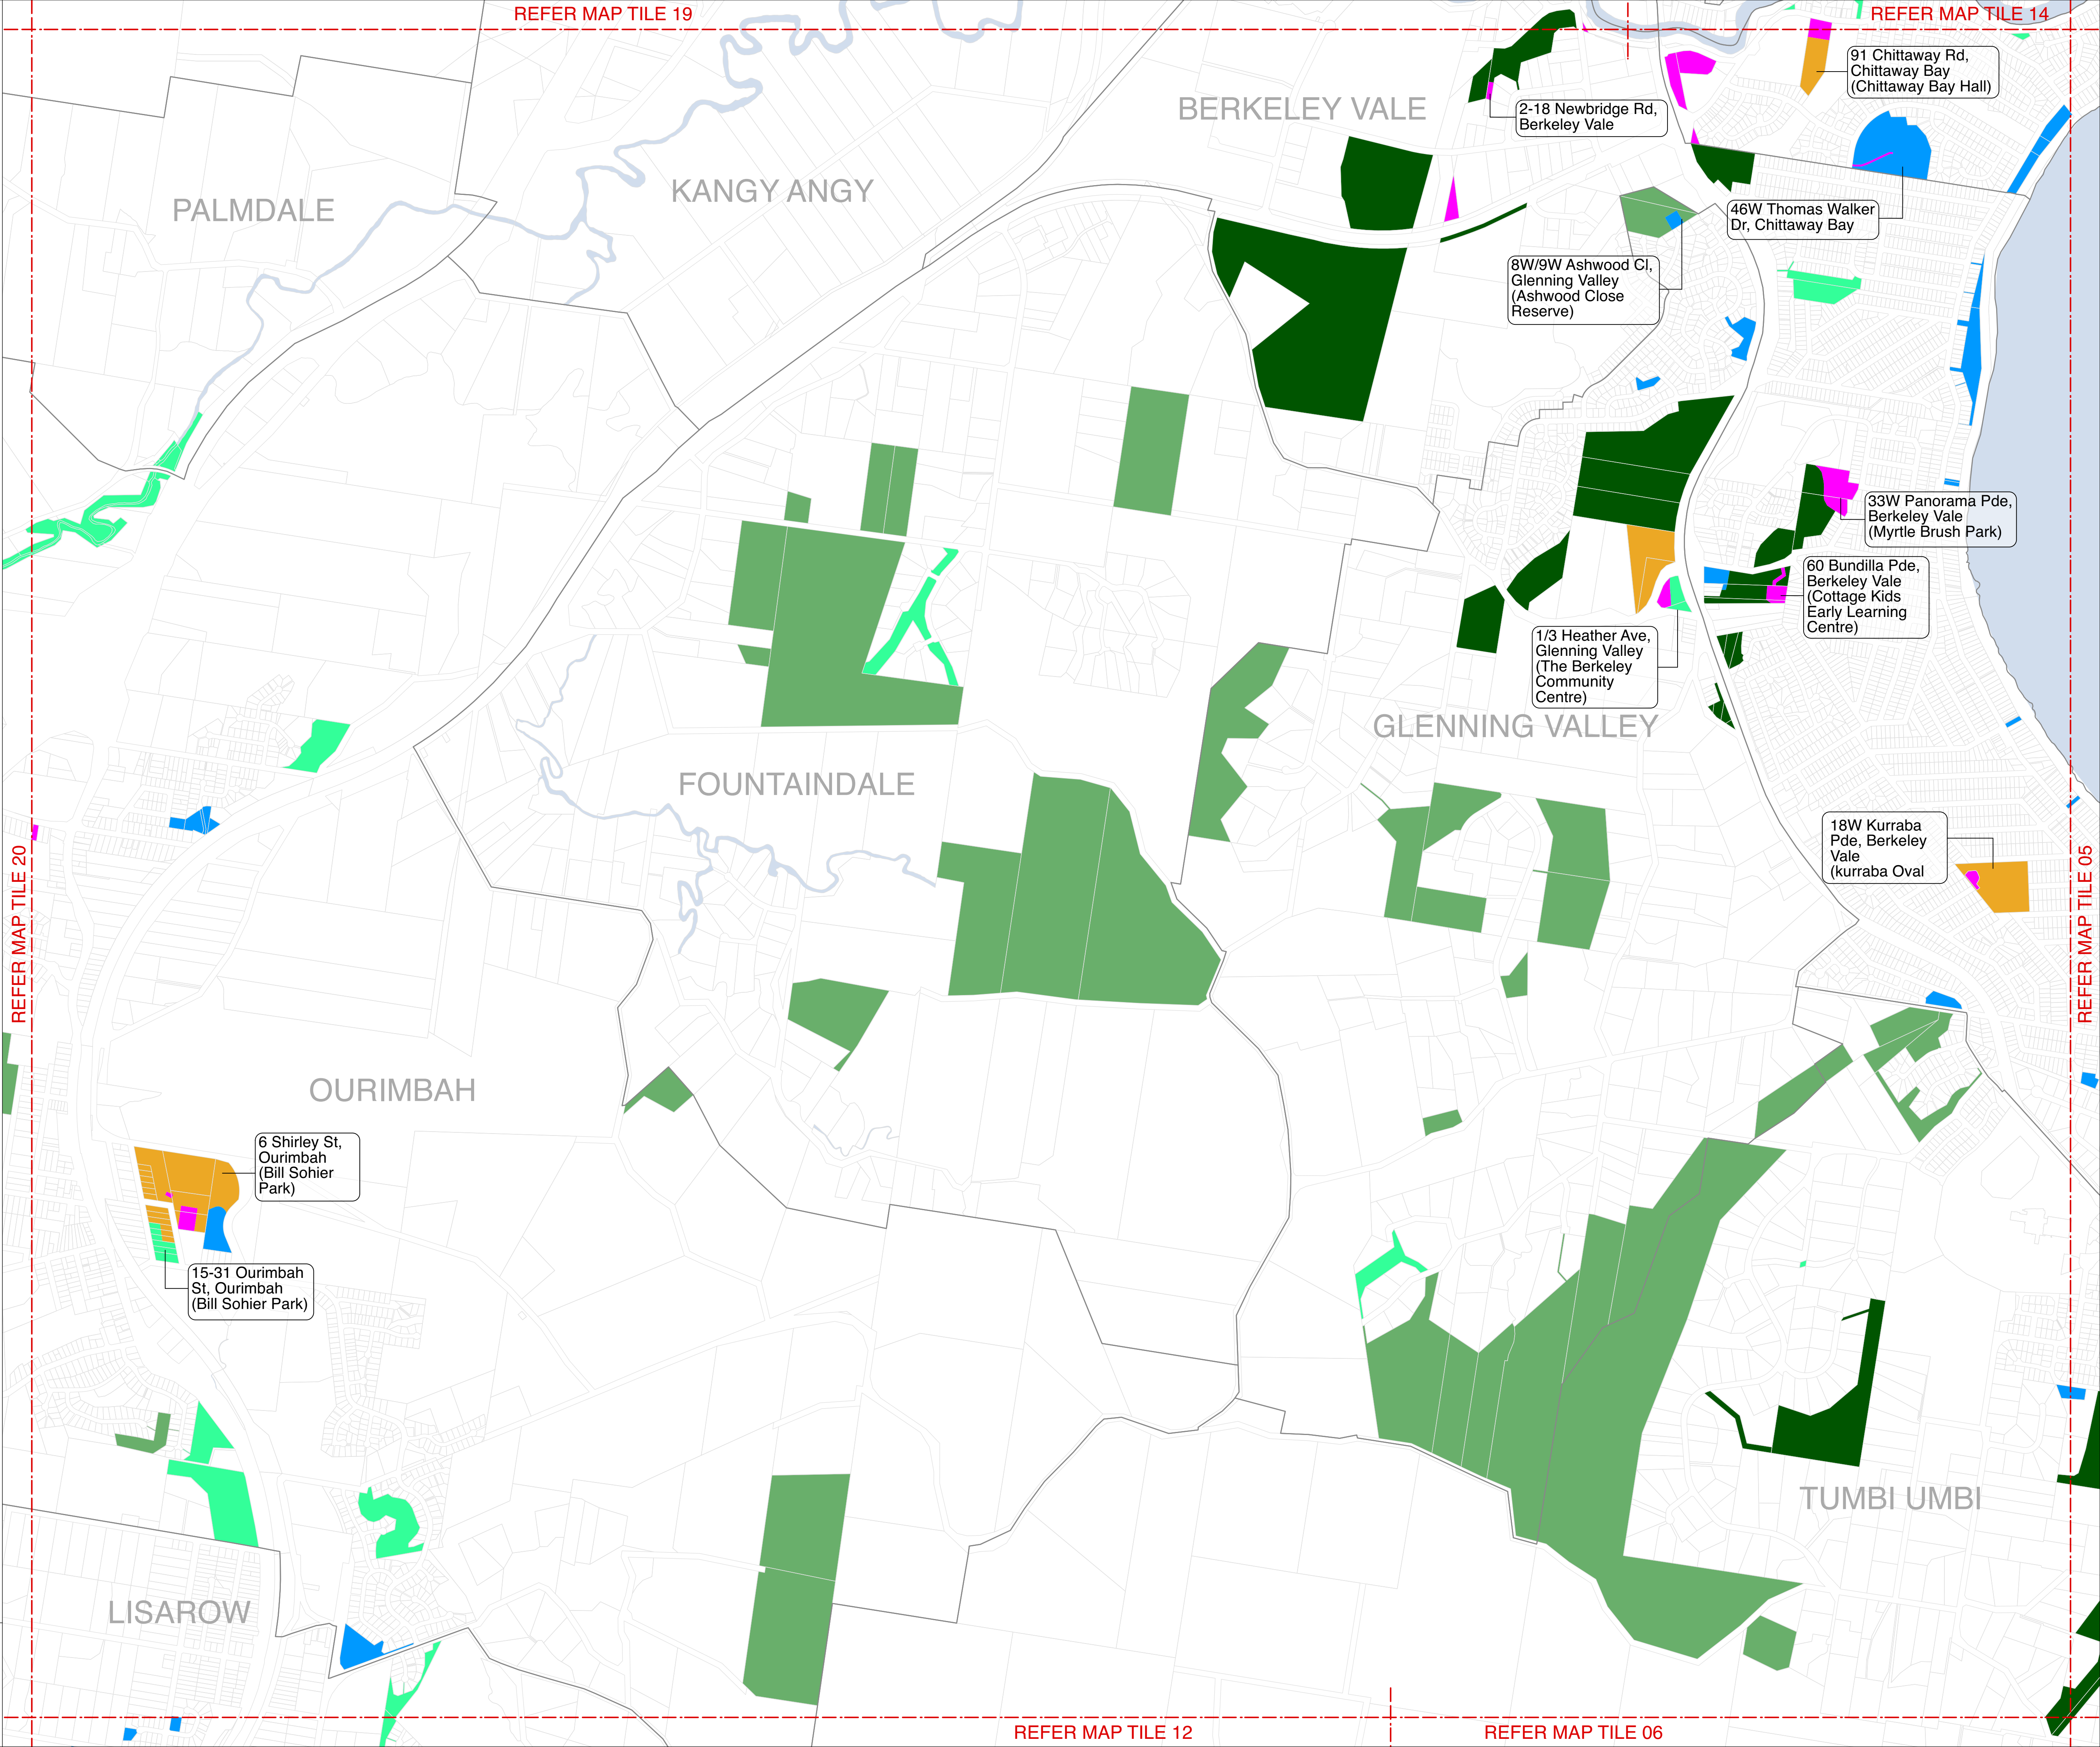 REFER MAP TILE 19
REFER MAP TILE 14
91 Chittaway Rd,
Chittaway Bay
(Chittaway Bay Hall)
BERKELEY VALE
2-18 Newbridge Rd,
Berkeley Vale
KANGY ANGY
PALMDALE
46W Thomas Walker
Dr, Chittaway Bay
8W/9W Ashwood Cl,
Glenning Valley
(Ashwood Close
Reserve)
33W Panorama Pde,
Berkeley Vale
(Myrtle Brush Park)
60 Bundilla Pde,
Berkeley Vale
(Cottage Kids
Early Learning
Centre)
1/3 Heather Ave,
Glenning Valley
(The Berkeley
Community
Centre)
GLENNING VALLEY
FOUNTAINDALE
18W Kurraba
Pde, Berkeley
Vale
(kurraba Oval
REFER MAP TILE 20
REFER MAP TILE 05
OURIMBAH
6 Shirley St,
Ourimbah
(Bill Sohier
Park)
15-31 Ourimbah
St, Ourimbah
(Bill Sohier Park)
TUMBI UMBI
LISAROW
REFER MAP TILE 12
REFER MAP TILE 06